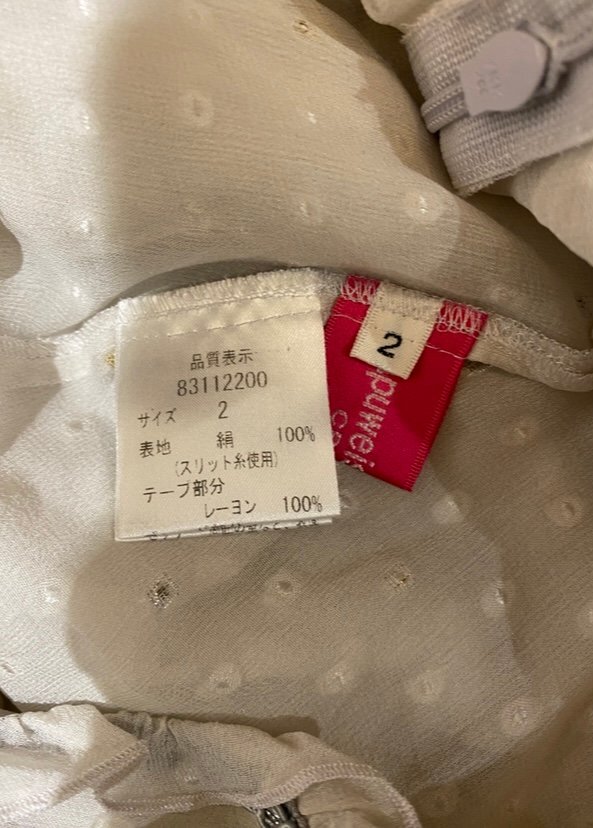 品質表示
83112200
サイズ 2
表地 絹 100%
(スリット糸使用)
テープ部分
レーヨン 100%
2